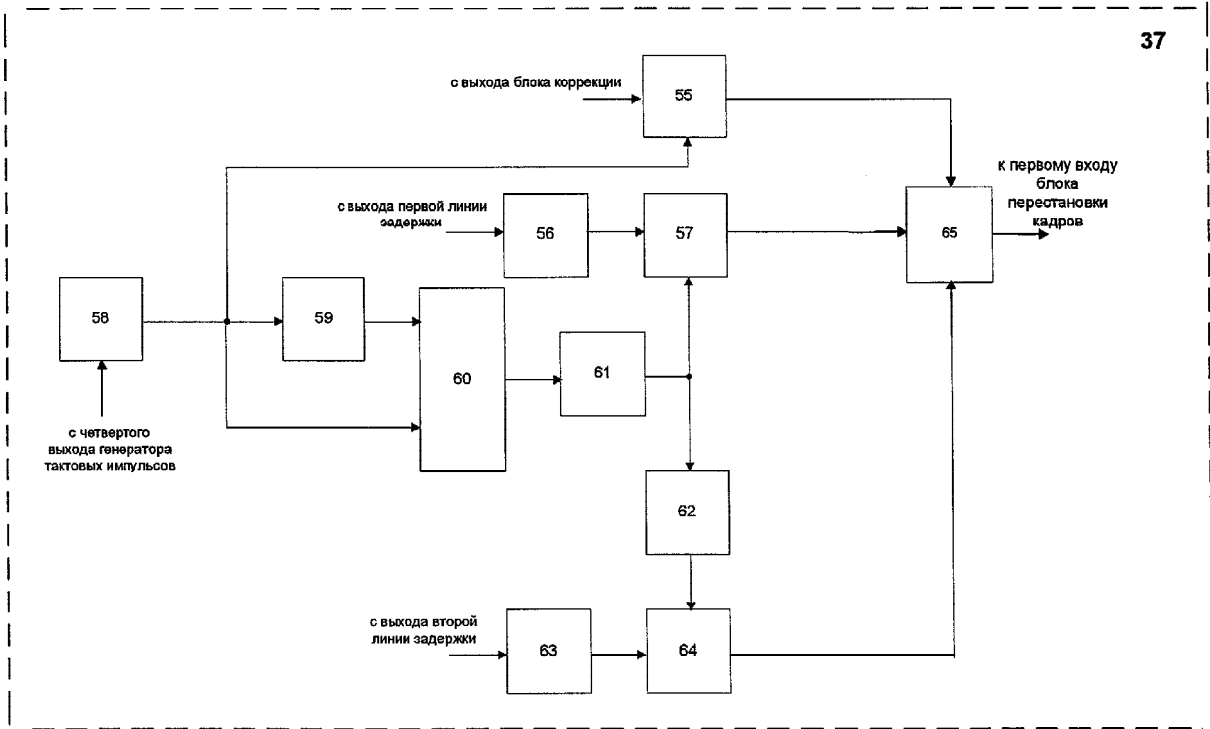 37
с выхода блока коррекции
55
к первому входу
блока
перестановки
кадров
с выхода первой линии
задержки
56
57
65
58
59
60
61
с четвертого
выхода генератора
тактовых импульсов
62
с выхода второй
линии задержки
63
64